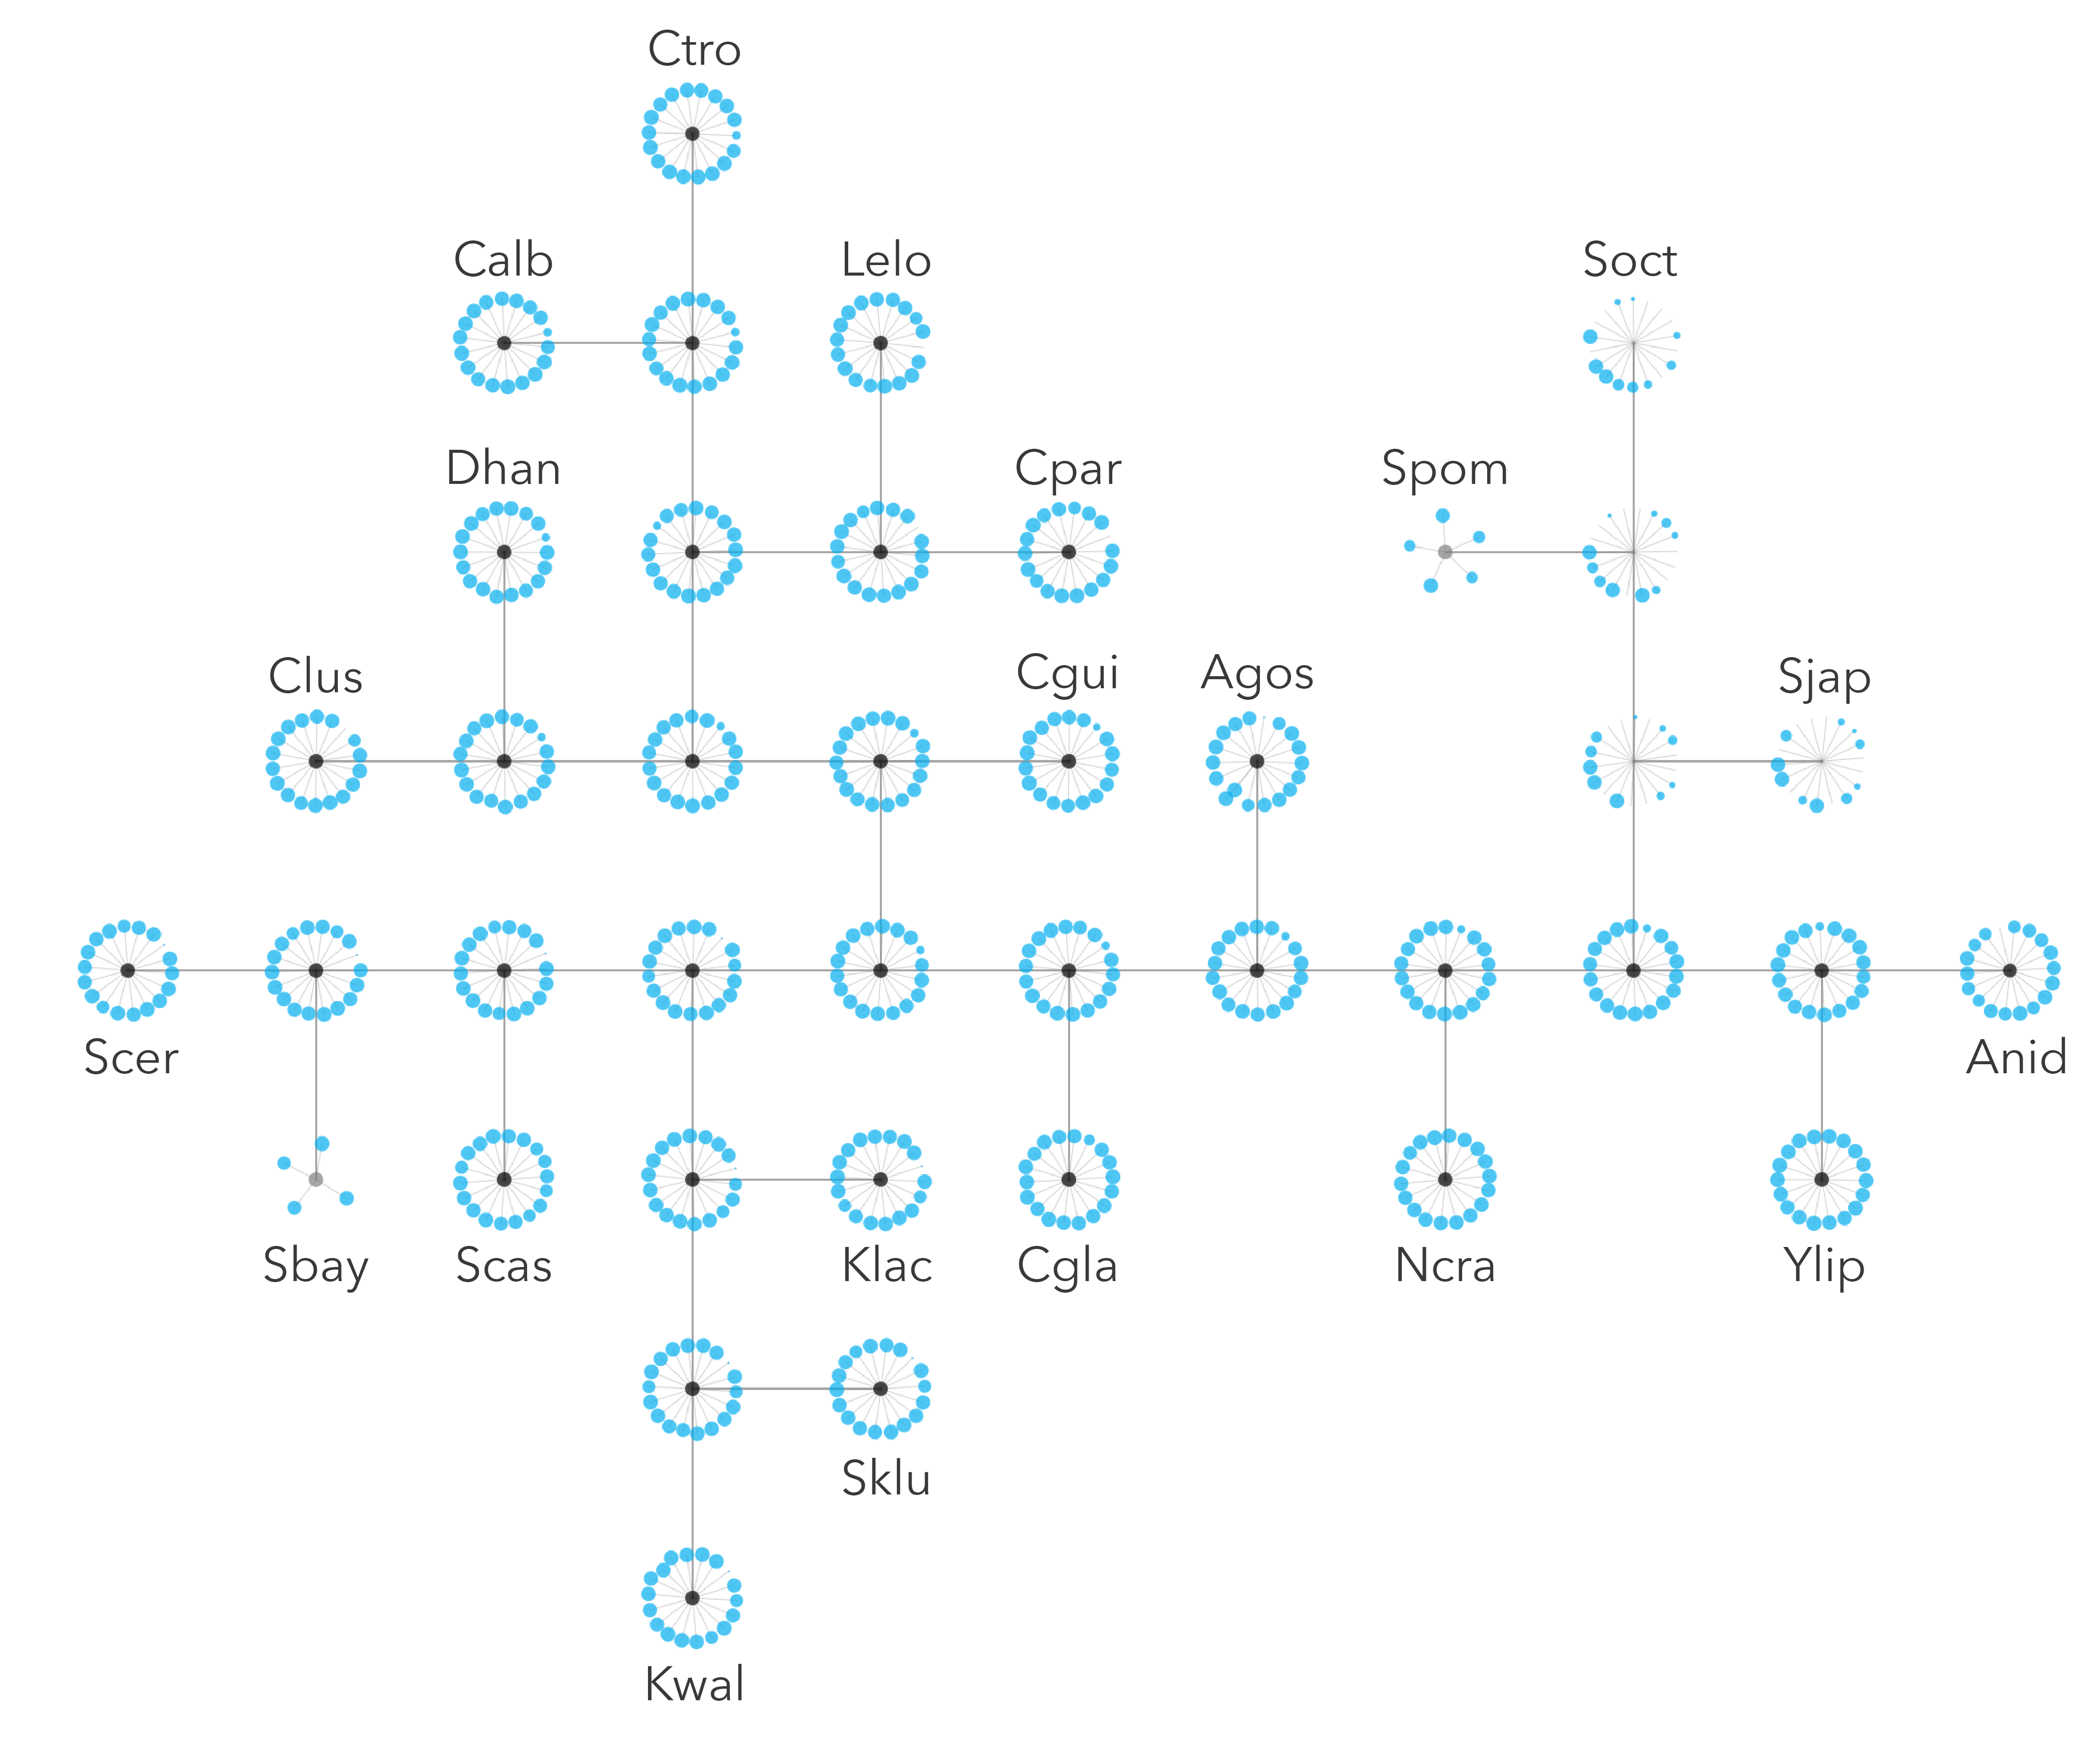 Ctro
Calb
Lelo
Soct
Dhan
Cpar
Spom
Clus
Cgui
Agos
Sjap
Scer
Anid
Sbay
Scas
Klac
Cgla
Ncra
Ylip
Sklu
Kwal